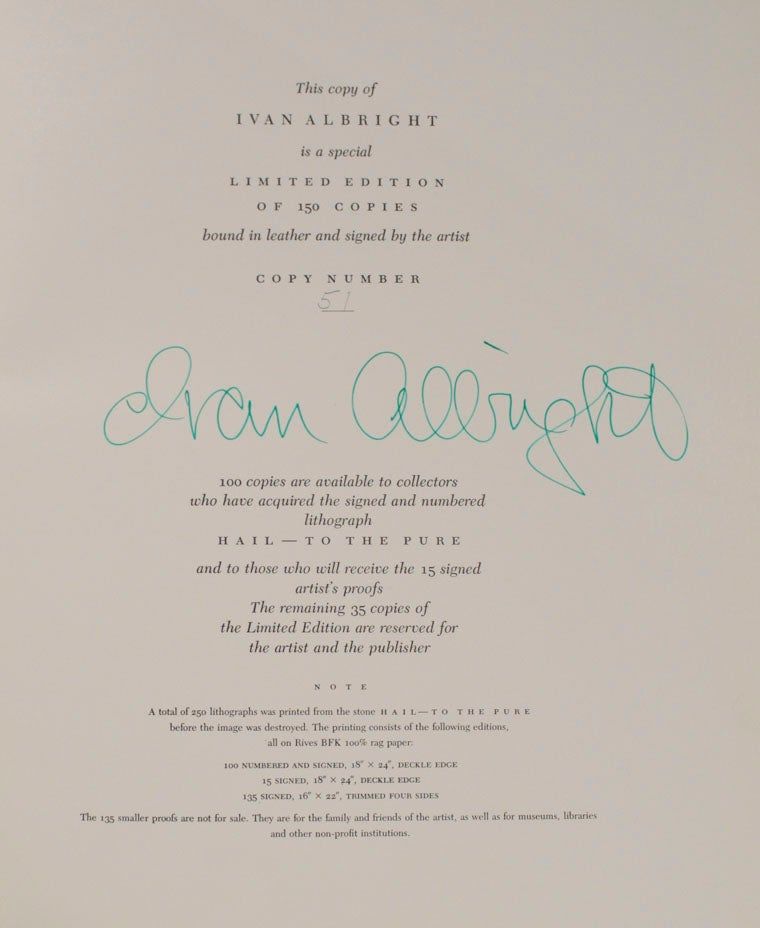 This copy of
IVAN ALBRIGHT
is a special
LIMITED EDITION
OF 150 COPIES
bound in leather and signed by the artist
COPY NUMBER
51
Ivan Albright
100 copies are available to collectors
who have acquired the signed and numbered
lithograph
HAIL—TO THE PURE
and to those who will receive the 15 signed
artist's proofs
The remaining 35 copies of
the Limited Edition are reserved for
the artist and the publisher
NOTE
A total of 250 lithographs was printed from the stone HAIL—TO THE PURE
before the image was destroyed. The printing consists of the following editions,
all on Rives BFK 100% rag paper:
100 NUMBERED AND SIGNED, 18" × 24", DECKLE EDGE
15 SIGNED, 18" × 24", DECKLE EDGE
135 SIGNED, 16" × 22", TRIMMED FOUR SIDES
The 135 smaller proofs are not for sale. They are for the family and friends of the artist, as well as for museums, libraries
and other non-profit institutions.